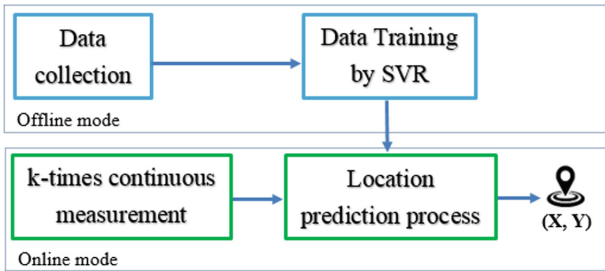 Data
collection
Data Training
by SVR
Offline mode
k-times continuous
measurement
Location
prediction process
(X, Y)
Online mode